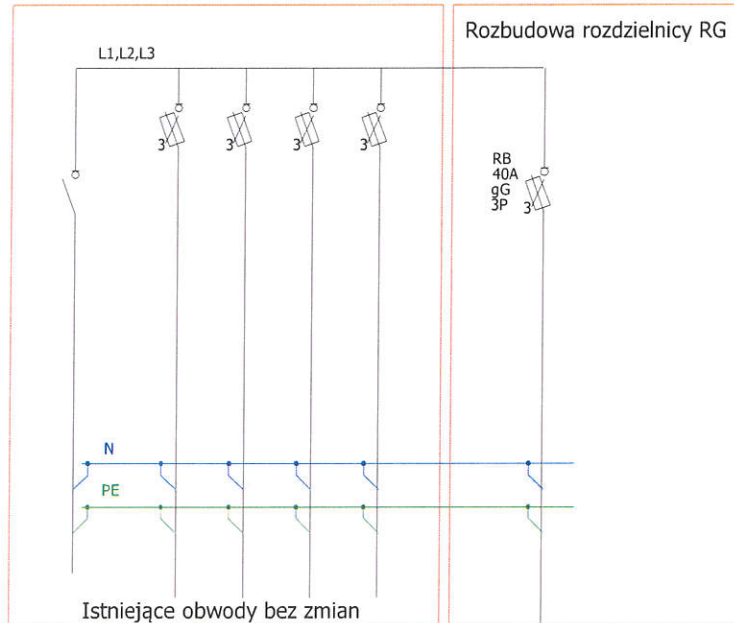 Rozbudowa rozdzielnicy RG
L1,L2,L3
3
3
3
3
RB
40A
gG
3P
3
N
PE
Istniejące obwody bez zmian